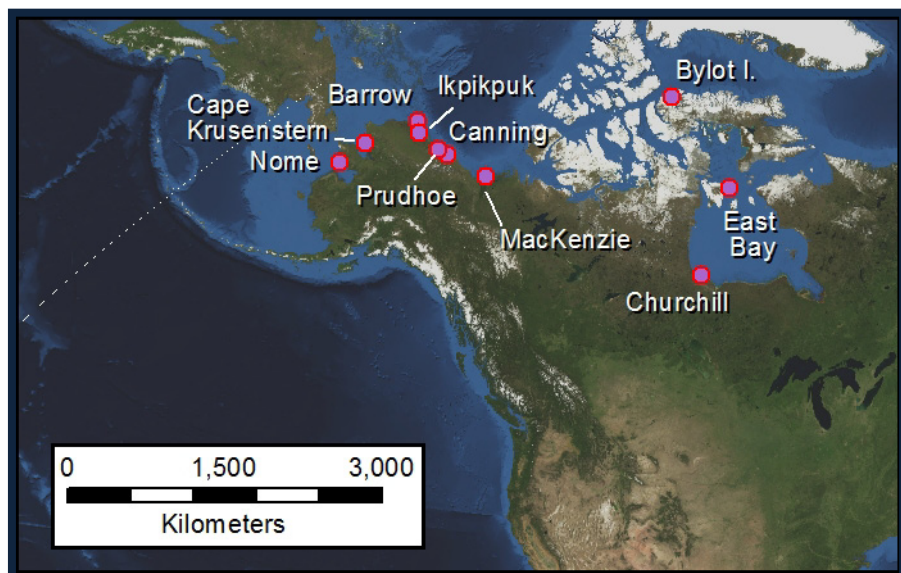 Bylot I.
Barrow
Ikpikpuk
Cape
Krusenstern
Canning
Nome
Prudhoe
MacKenzie
East
Bay
Churchill
0 1,500 3,000
Kilometers